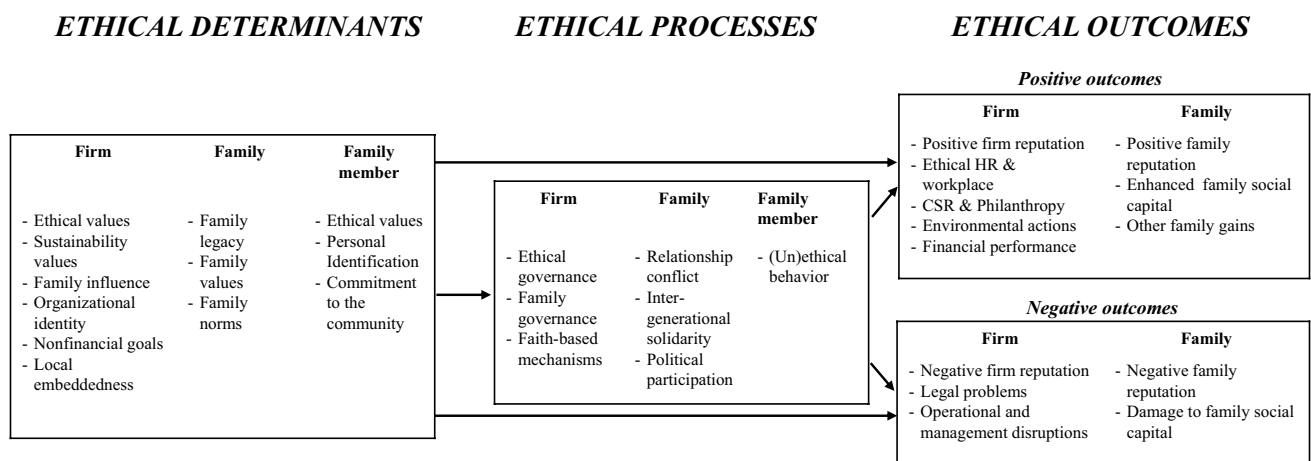 ETHICAL DETERMINANTS
ETHICAL PROCESSES
ETHICAL OUTCOMES
Firm
- Ethical values
- Sustainability
values
- Family influence
- Organizational
identity
- Nonfinancial goals
- Local
embeddedness
Family
- Family
legacy
- Family
values
- Family
norms
Family
member
- Ethical values
- Personal
Identification
- Commitment
to the
community
Firm
- Ethical
governance
- Family
governance
- Faith-based
mechanisms
Family
- Relationship
conflict
- Inter-
generational
solidarity
- Political
participation
Family
member
- (Un)ethical
behavior
Positive outcomes
Firm
- Positive firm reputation
- Ethical HR &
workplace
- CSR & Philanthropy
- Environmental actions
- Financial performance
Family
- Positive family
reputation
- Enhanced family social
capital
- Other family gains
Negative outcomes
Firm
- Negative firm reputation
- Legal problems
- Operational and
management disruptions
Family
- Negative family
reputation
- Damage to family social
capital